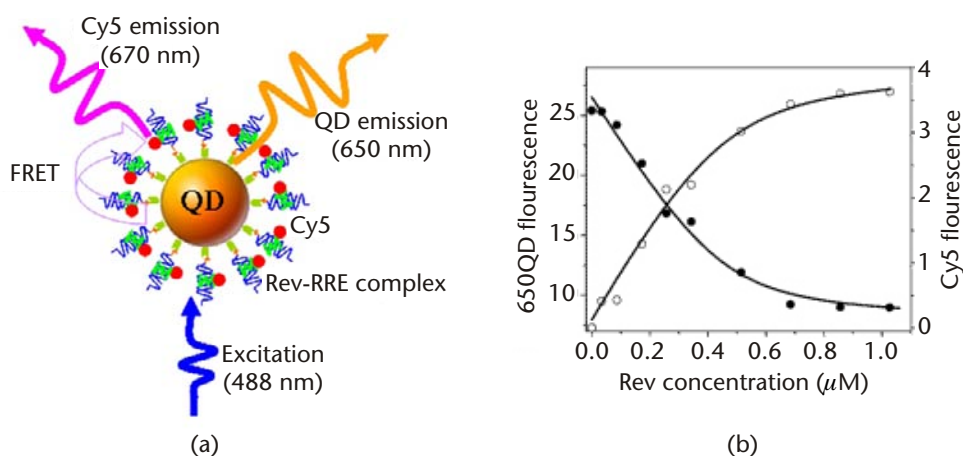 Cy5 emission
(670 nm)
QD emission
(650 nm)
FRET
QD
Cy5
Rev-RRE complex
Excitation
(488 nm)
(a)
650QD flourescence
25
20
15
10
Cy5 flourescence
4
3
2
1
0
0.0 0.2 0.4 0.6 0.8 1.0
Rev concentration (μM)
(b)